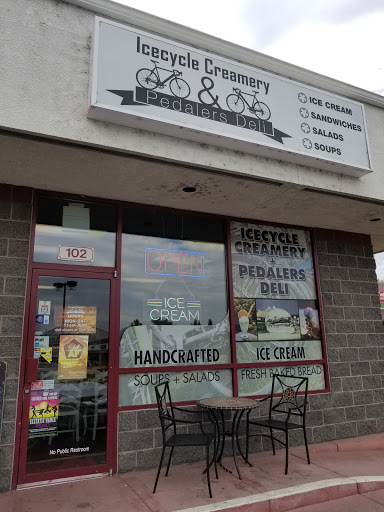 Icecycle Creamery
&
Pedalers Deli
ICE CREAM
SANDWICHES
SALADS
SOUPS
102
OPEN
ICE
CREAM
ICECYCLE
CREAMERY
+
PEDALERS
DELI
HANDCRAFTED
ICE CREAM
SOUPS + SALADS
FRESH BAKED BREAD
No Public Restroom